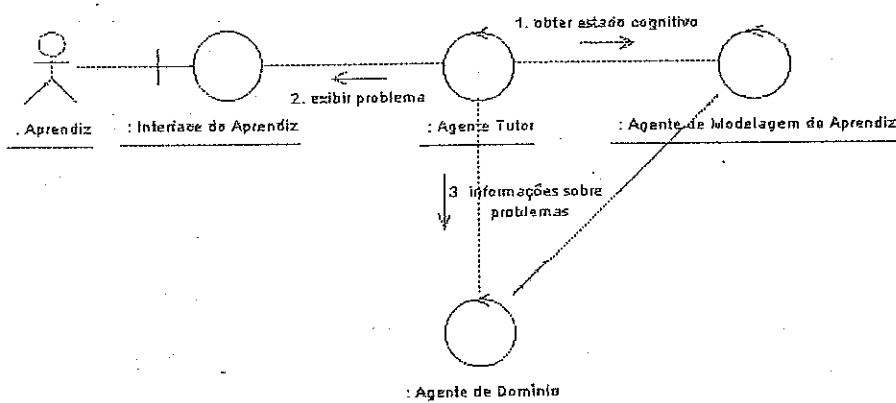 1. obter estado cognitivo
2. exibir problema
: Aprendiz
: Interface do Aprendiz
: Agente Tutor
: Agente de Modelagem do Aprendiz
3 informações sobre
problemas
: Agente de Domínio